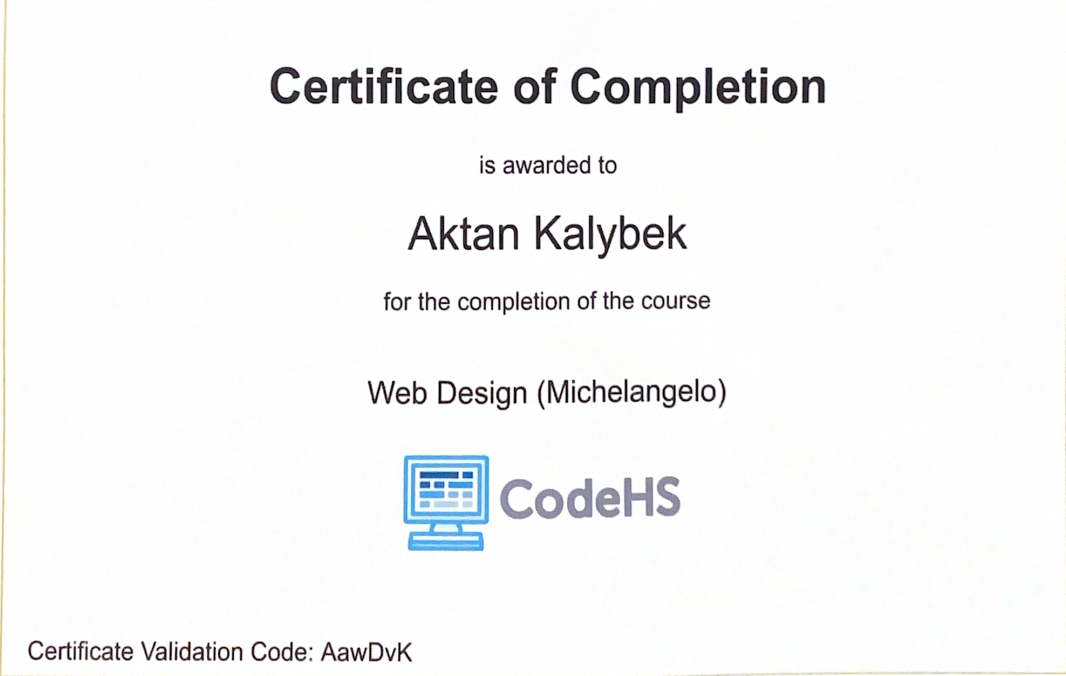 Certificate of Completion
is awarded to
Aktan Kalybek
for the completion of the course
Web Design (Michelangelo)
CodeHS
Certificate Validation Code: AawDvK